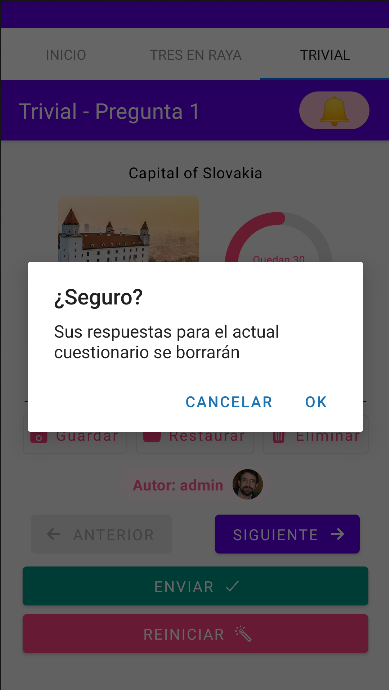 INICIO
TRES EN RAYA
TRIVIAL
Trivial - Pregunta 1
Capital of Slovakia
Quedan 30
¿Seguro?
Sus respuestas para el actual
cuestionario se borrarán
CANCELAR
OK
Guardar
Restaurar
Eliminar
Autor: admin
ANTERIOR
SIGUIENTE
ENVIAR
REINICIAR